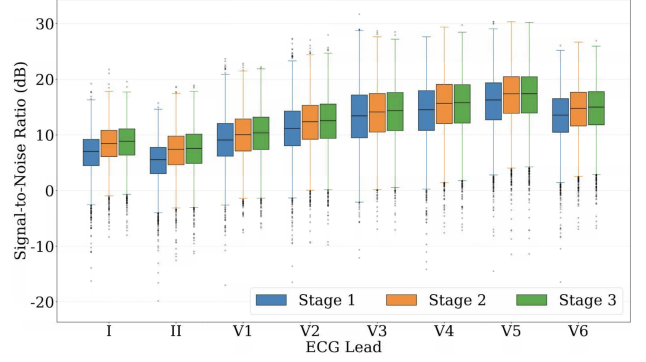 Signal-to-Noise Ratio (dB)
30
20
10
0
-10
-20
Stage 1 Stage 2 Stage 3
I II V1 V2 V3 V4 V5 V6
ECG Lead